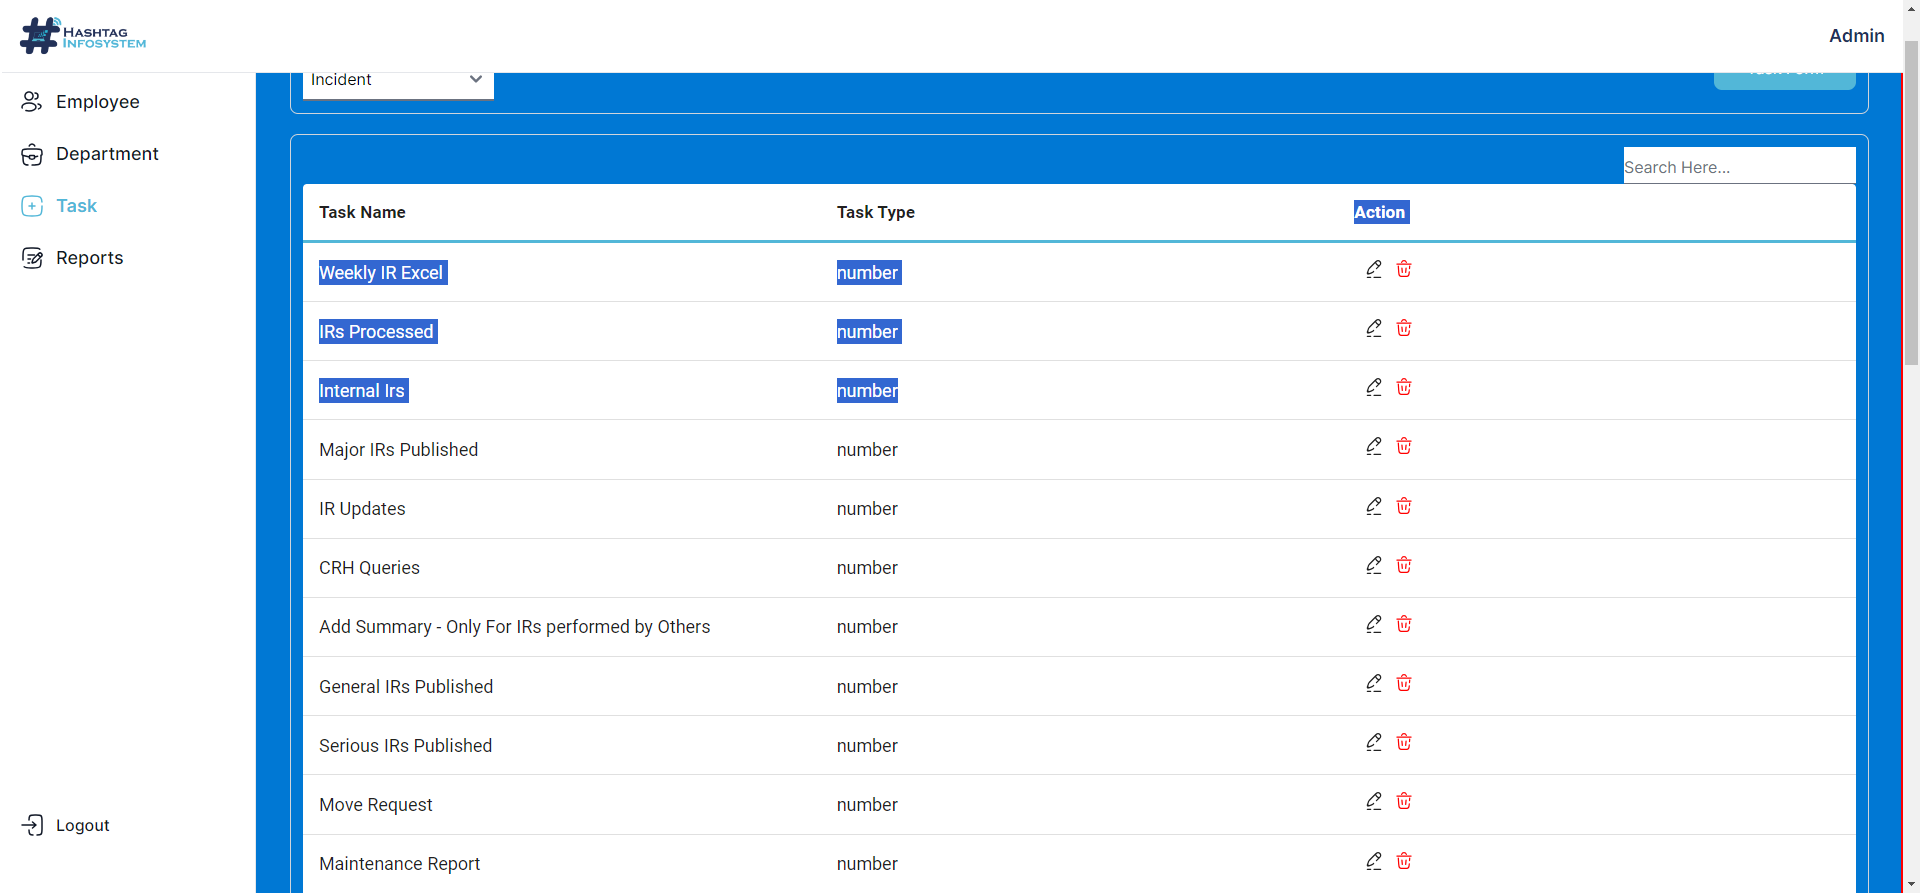 HASHTAG
INFOSYSTEM
Admin
Incident
Employee
Department
Task
Reports
Logout
Search Here...
Task Name Task Type Action
Weekly IR Excel number
IRs Processed number
Internal Irs number
Major IRs Published number
IR Updates number
CRH Queries number
Add Summary - Only For IRs performed by Others number
General IRs Published number
Serious IRs Published number
Move Request number
Maintenance Report number